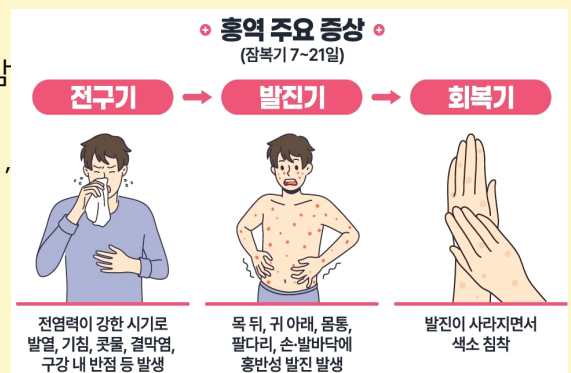 홍역 주요 증상
(잠복기 7~21일)
전구기
발진기
회복기
전염력이 강한 시기로
발열, 기침, 콧물, 결막염,
구강 내 반점 등 발생
목 뒤, 귀 아래, 몸통,
팔다리, 손·발바닥에
홍반성 발진 발생
발진이 사라지면서
색소 침착